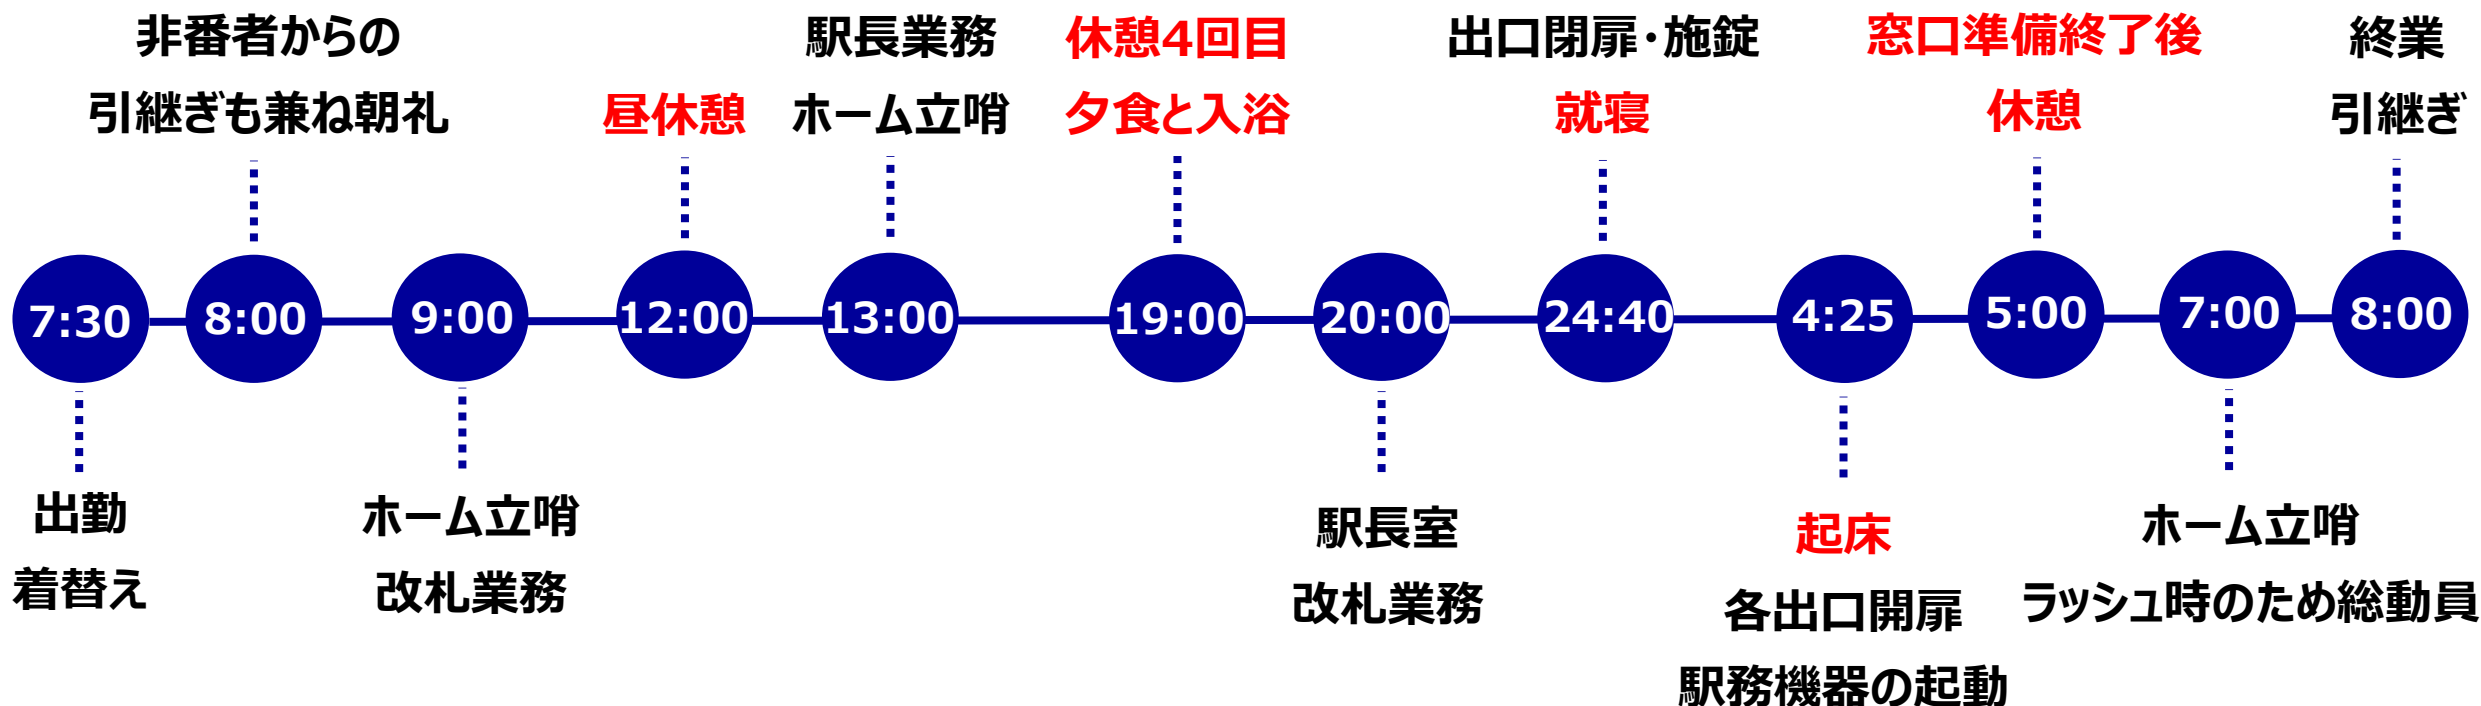 非番者からの
引継ぎも兼ね朝礼
昼休憩
駅長業務
ホーム立哨
休憩4回目
夕食と入浴
出口閉扉・施錠
就寝
窓口準備終了後
休憩
終業
引継ぎ
7:30
8:00
9:00
12:00
13:00
19:00
20:00
24:40
4:25
5:00
7:00
8:00
出勤
着替え
ホーム立哨
改札業務
駅長室
改札業務
起床
各出口開扉
駅務機器の起動
ホーム立哨
ラッシュ時のため総動員